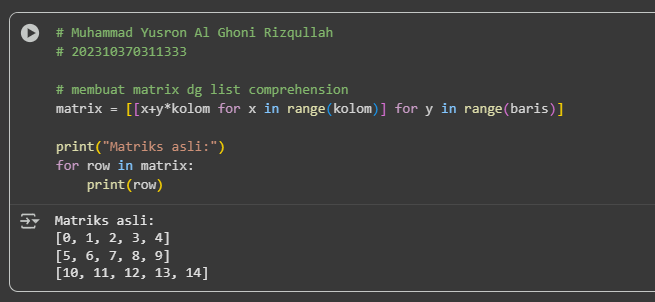 # Muhammad Yusron Al Ghoni Rizqullah
# 202310370311333
# membuat matrix dg list comprehension
matrix = [[x+y*kolom for x in range(kolom)] for y in range(baris)]
print("Matriks asli:")
for row in matrix:
    print(row)
Matriks asli:
[0, 1, 2, 3, 4]
[5, 6, 7, 8, 9]
[10, 11, 12, 13, 14]